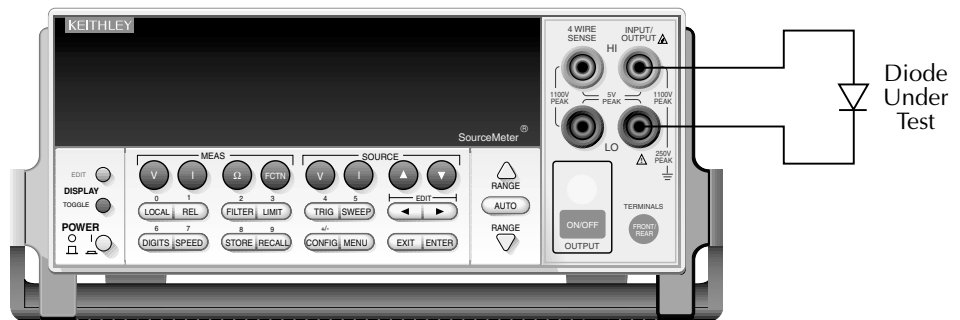 KEITHLEY
SourceMeter ®
4 WIRE
SENSE
INPUT/
OUTPUT
HI
1100V
PEAK
5V
PEAK
1100V
PEAK
LO
250V
PEAK
Diode
Under
Test
MEAS
SOURCE
EDIT
V
I
Ω
FCTN
V
I
RANGE
DISPLAY
TOGGLE
0
1
2
3
4
5
EDIT
LOCAL
REL
FILTER
LIMIT
TRIG
SWEEP
AUTO
POWER
6
7
8
9
+/-
RANGE
DIGITS
SPEED
STORE
RECALL
CONFIG
MENU
EXIT
ENTER
ON/OFF
OUTPUT
TERMINALS
FRONT/
REAR